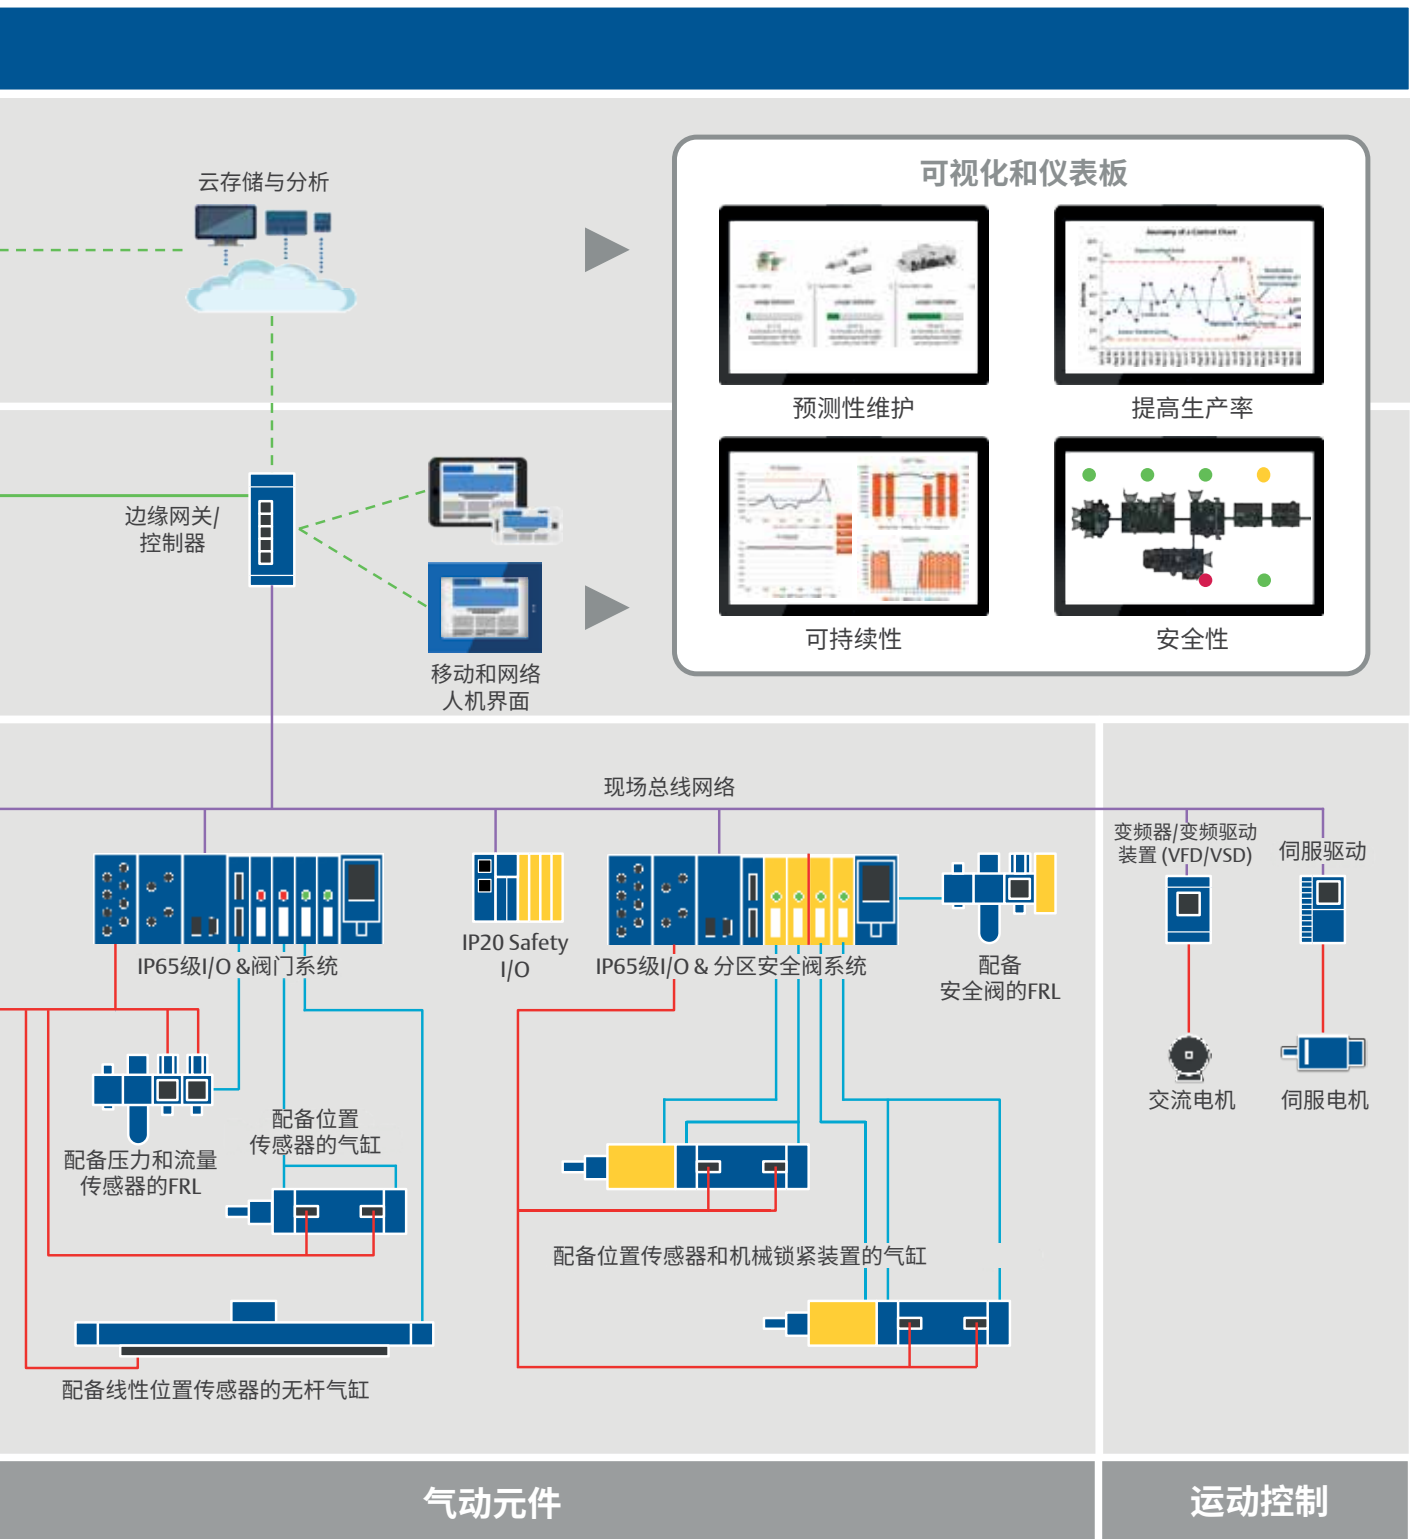 云存储与分析
可视化和仪表板
Anatomy of a Control Chart
预测性维护
提高生产率
边缘网关/
控制器
可持续性
安全性
移动和网络
人机界面
现场总线网络
变频器/变频驱动
装置 (VFD/VSD)
伺服驱动
IP65级I/O &阀门系统
IP20 Safety
I/O
IP65级I/O & 分区安全阀系统
配备
安全阀的FRL
配备位置
传感器的气缸
交流电机
伺服电机
配备压力和流量
传感器的FRL
配备位置传感器和机械锁紧装置的气缸
配备线性位置传感器的无杆气缸
气动元件
运动控制